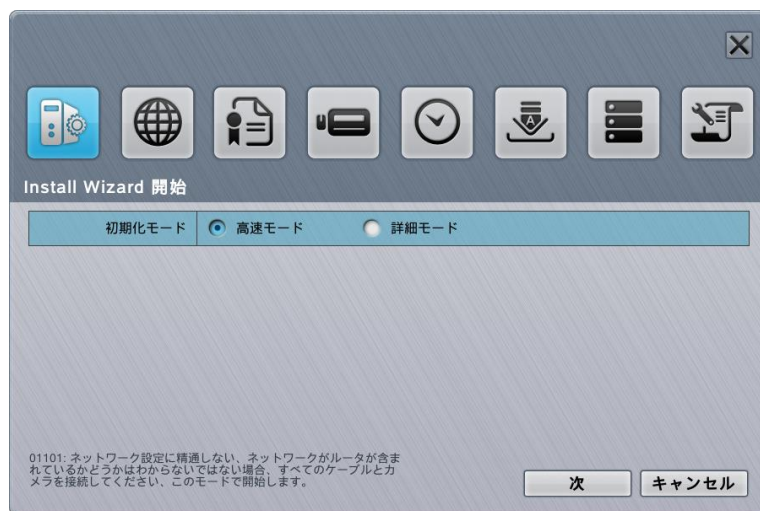 Install Wizard 開始
初期化モード 高速モード 詳細モード
01101: ネットワーク設定に精通しない、ネットワークがルータが含ま
れているかどうかはわからないではない場合、すべてのケーブルとカ
メラを接続してください、このモードで開始します。
次 キャンセル